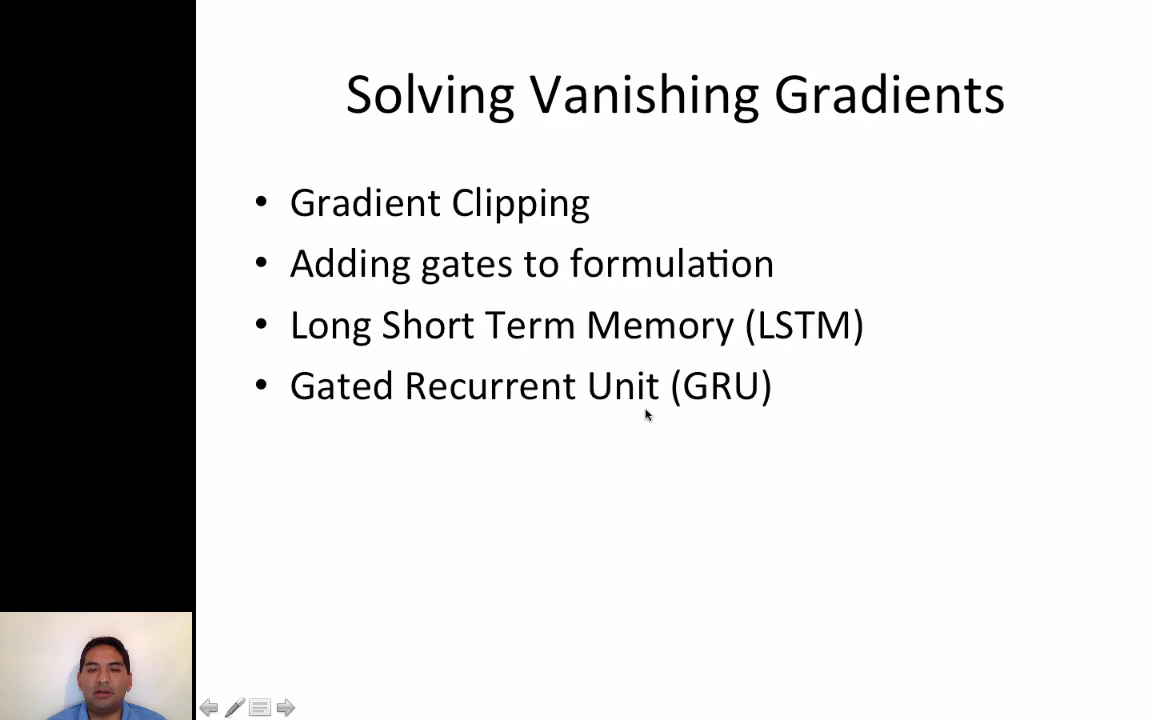 Solving Vanishing Gradients
• Gradient Clipping
• Adding gates to formulation
• Long Short Term Memory (LSTM)
• Gated Recurrent Unit (GRU)